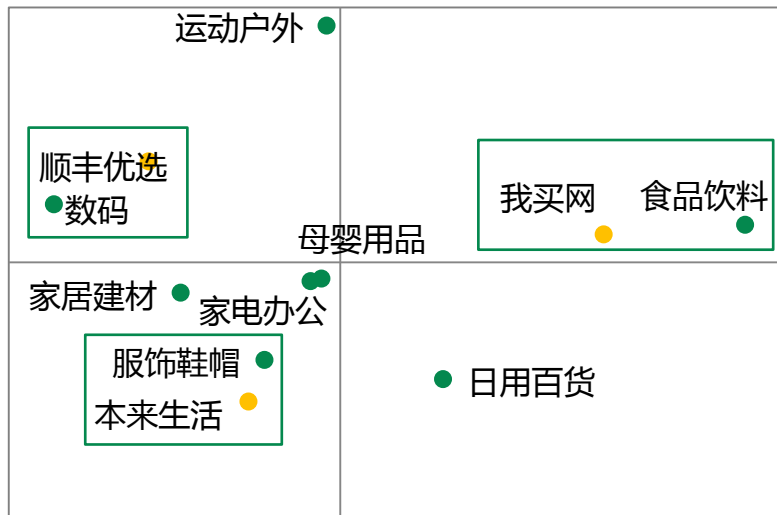 运动户外
顺丰优选
数码
我买网
食品饮料
母婴用品
家居建材
家电办公
服饰鞋帽
本来生活
日用百货